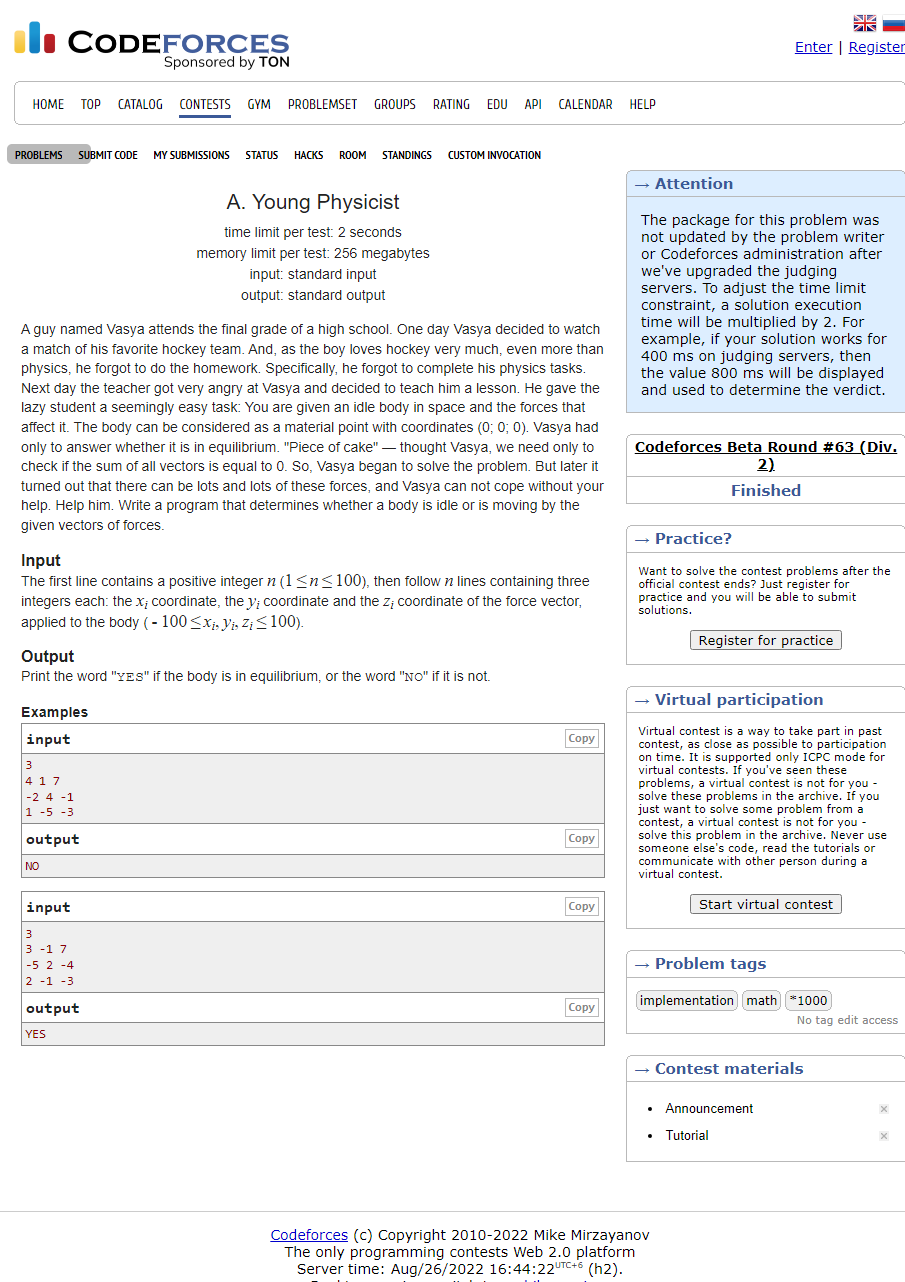 CODEFORCES
Sponsored by TON
Enter | Register
HOME TOP CATALOG CONTESTS GYM PROBLEMSET GROUPS RATING EDU API CALENDAR HELP
PROBLEMS SUBMIT CODE MY SUBMISSIONS STATUS HACKS ROOM STANDINGS CUSTOM INVOCATION
A. Young Physicist
time limit per test: 2 seconds
memory limit per test: 256 megabytes
input: standard input
output: standard output
A guy named Vasya attends the final grade of a high school. One day Vasya decided to watch
a match of his favorite hockey team. And, as the boy loves hockey very much, even more than
physics, he forgot to do the homework. Specifically, he forgot to complete his physics tasks.
Next day the teacher got very angry at Vasya and decided to teach him a lesson. He gave the
lazy student a seemingly easy task: You are given an idle body in space and the forces that
affect it. The body can be considered as a material point with coordinates (0; 0; 0). Vasya had
only to answer whether it is in equilibrium. "Piece of cake" — thought Vasya, we need only to
check if the sum of all vectors is equal to 0. So, Vasya began to solve the problem. But later it
turned out that there can be lots and lots of these forces, and Vasya can not cope without your
help. Help him. Write a program that determines whether a body is idle or is moving by the
given vectors of forces.
Input
The first line contains a positive integer n (1 ≤ n ≤ 100), then follow n lines containing three
integers each: the xi coordinate, the yi coordinate and the zi coordinate of the force vector,
applied to the body ( - 100 ≤ xi, yi, zi ≤ 100).
Output
Print the word "YES" if the body is in equilibrium, or the word "NO" if it is not.
Examples
input Copy
3
4 1 7
-2 4 -1
1 -5 -3
output Copy
NO
input Copy
3
3 -1 7
-5 2 -4
2 -1 -3
output Copy
YES
→ Attention
The package for this problem was
not updated by the problem writer
or Codeforces administration after
we've upgraded the judging
servers. To adjust the time limit
constraint, a solution execution
time will be multiplied by 2. For
example, if your solution works for
400 ms on judging servers, then
the value 800 ms will be displayed
and used to determine the verdict.
Codeforces Beta Round #63 (Div.
2)
Finished
→ Practice?
Want to solve the contest problems after the
official contest ends? Just register for
practice and you will be able to submit
solutions.
Register for practice
→ Virtual participation
Virtual contest is a way to take part in past
contest, as close as possible to participation
on time. It is supported only ICPC mode for
virtual contests. If you've seen these
problems, a virtual contest is not for you -
solve these problems in the archive. If you
just want to solve some problem from a
contest, a virtual contest is not for you -
solve this problem in the archive. Never use
someone else's code, read the tutorials or
communicate with other person during a
virtual contest.
Start virtual contest
→ Problem tags
implementation math *1000
No tag edit access
→ Contest materials
Announcement
Tutorial
Codeforces (c) Copyright 2010-2022 Mike Mirzayanov
The only programming contests Web 2.0 platform
Server time: Aug/26/2022 16:44:22UTC+6 (h2).